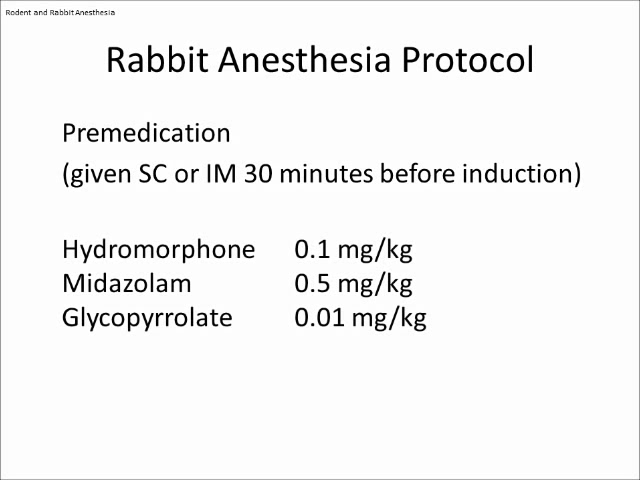 Rodent and Rabbit Anesthesia
Rabbit Anesthesia Protocol
Premedication
(given SC or IM 30 minutes before induction)
Hydromorphone 0.1 mg/kg
Midazolam 0.5 mg/kg
Glycopyrrolate 0.01 mg/kg